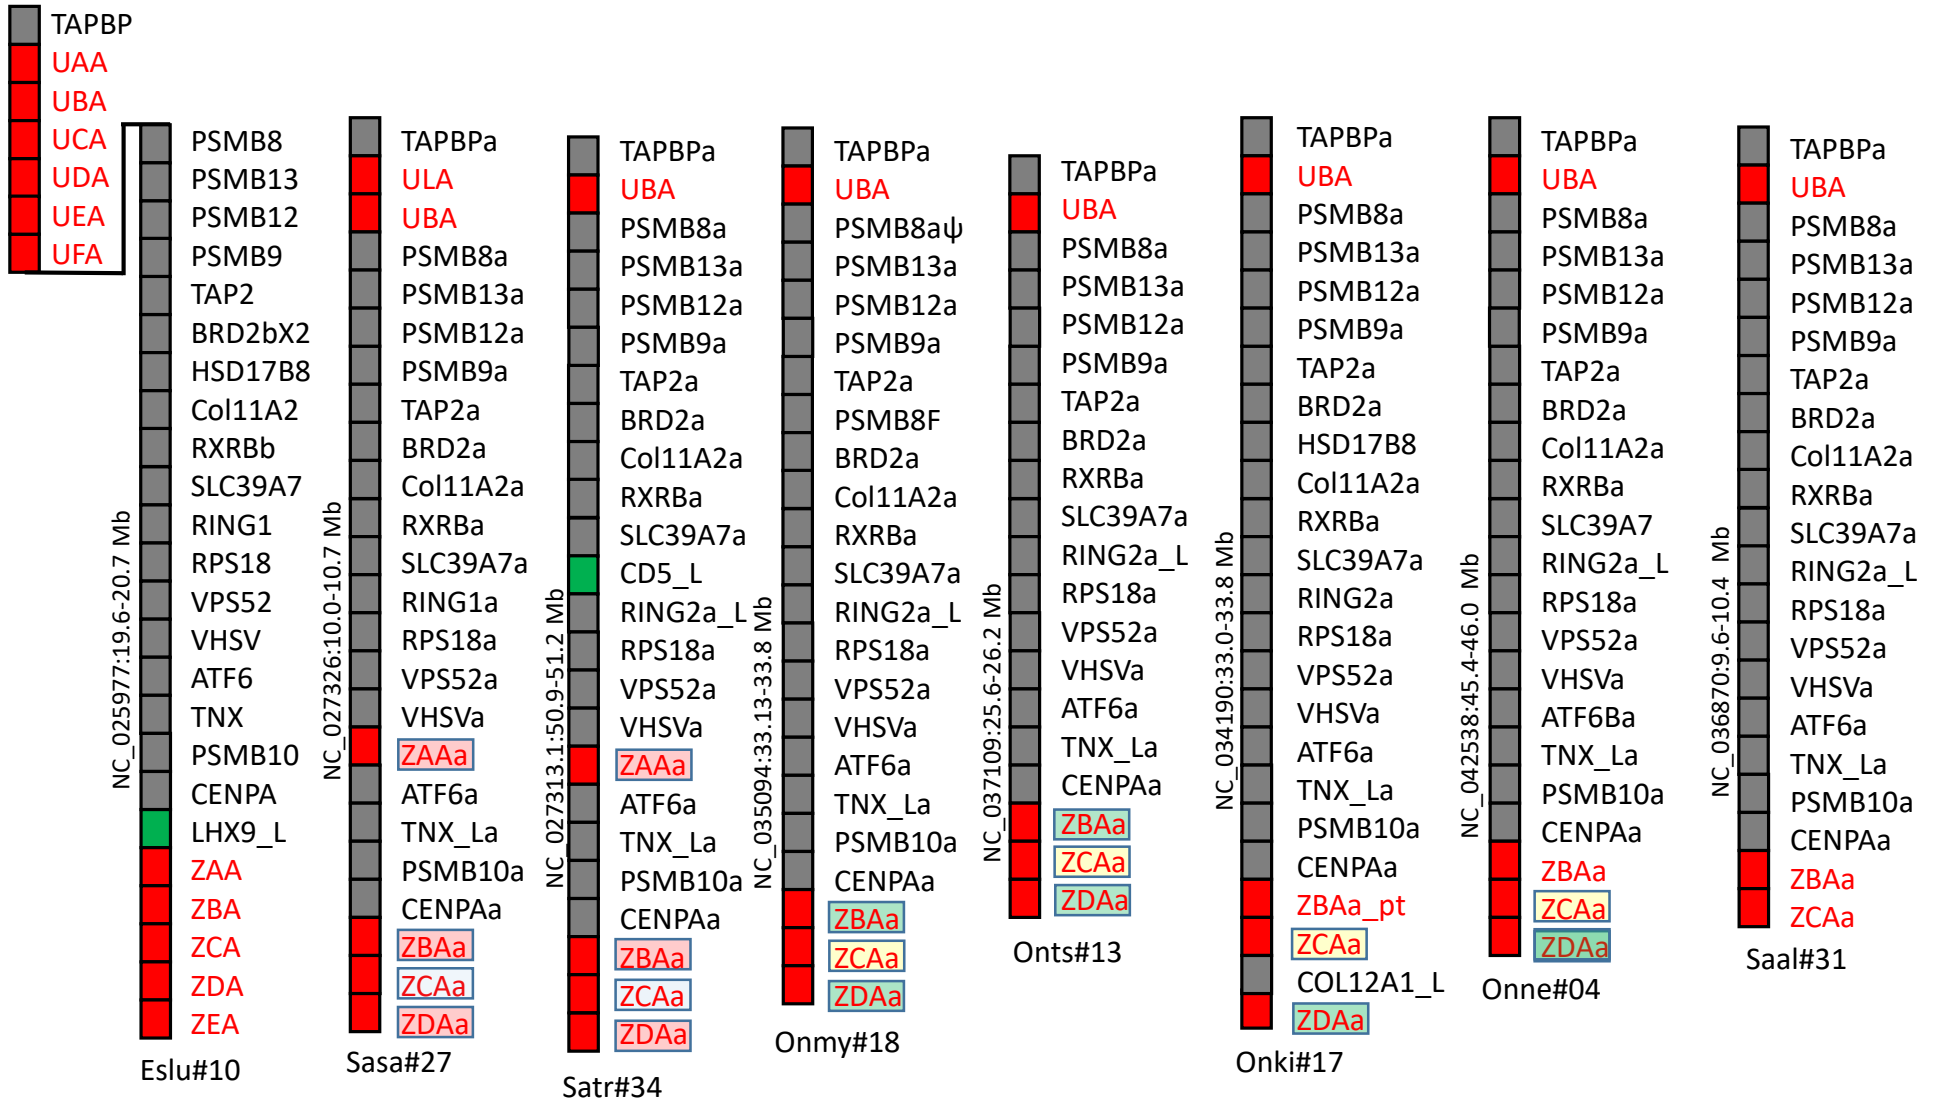 TAPBP
UAA
UBA
UCA
UDA
UEA
UFA
PSMB8
PSMB13
PSMB12
PSMB9
TAP2
BRD2bX2
HSD17B8
Col11A2
RXRBb
SLC39A7
RING1
RPS18
VPS52
VHSV
ATF6
TNX
PSMB10
CENPA
LHX9_L
ZAA
ZBA
ZCA
ZDA
ZEA
NC_025977:19.6-20.7 Mb
Eslu#10
TAPBPa
ULA
UBA
PSMB8a
PSMB13a
PSMB12a
PSMB9a
TAP2a
BRD2a
Col11A2a
RXRBa
SLC39A7a
RING1a
RPS18a
VPS52a
VHSVa
ZAAa
ATF6a
TNX_La
PSMB10a
CENPAa
ZBAa
ZCAa
ZDAa
NC_027326:10.0-10.7 Mb
Sasa#27
TAPBPa
UBA
PSMB8a
PSMB13a
PSMB12a
PSMB9a
TAP2a
BRD2a
Col11A2a
RXRBa
SLC39A7a
CD5_L
RING2a_L
RPS18a
VPS52a
VHSVa
ZAAa
ATF6a
TNX_La
PSMB10a
CENPAa
ZBAa
ZCAa
ZDAa
NC_027313.1:50.9-51.2 Mb
Satr#34
TAPBPa
UBA
PSMB8aψ
PSMB13a
PSMB12a
PSMB9a
TAP2a
PSMB8F
BRD2a
Col11A2a
RXRBa
SLC39A7a
RING2a_L
RPS18a
VPS52a
VHSVa
ATF6a
TNX_La
PSMB10a
CENPAa
ZBAa
ZCAa
ZDAa
NC_035094:33.13-33.8 Mb
Onmy#18
TAPBPa
UBA
PSMB8a
PSMB13a
PSMB12a
PSMB9a
TAP2a
BRD2a
RXRBa
SLC39A7a
RING2a_L
RPS18a
VPS52a
VHSVa
ATF6a
TNX_La
CENPAa
ZBAa
ZCAa
ZDAa
NC_037109:25.6-26.2 Mb
Onts#13
TAPBPa
UBA
PSMB8a
PSMB13a
PSMB12a
PSMB9a
TAP2a
BRD2a
HSD17B8
Col11A2a
RXRBa
SLC39A7a
RING2a
RPS18a
VPS52a
VHSVa
ATF6a
TNX_La
PSMB10a
CENPAa
ZBAa_pt
ZCAa
COL12A1_L
ZDAa
NC_034190:33.0-33.8 Mb
Onki#17
TAPBPa
UBA
PSMB8a
PSMB13a
PSMB12a
PSMB9a
TAP2a
BRD2a
Col11A2a
RXRBa
SLC39A7
RING2a_L
RPS18a
VPS52a
VHSVa
ATF6Ba
TNX_La
PSMB10a
CENPAa
ZBAa
ZCAa
ZDAa
NC_042538:45.4-46.0 Mb
Onne#04
TAPBPa
UBA
PSMB8a
PSMB13a
PSMB12a
PSMB9a
TAP2a
BRD2a
Col11A2a
RXRBa
SLC39A7a
RING2a_L
RPS18a
VPS52a
VHSVa
ATF6a
TNX_La
PSMB10a
CENPAa
ZBAa
ZCAa
NC_036870:9.6-10.4 Mb
Saal#31